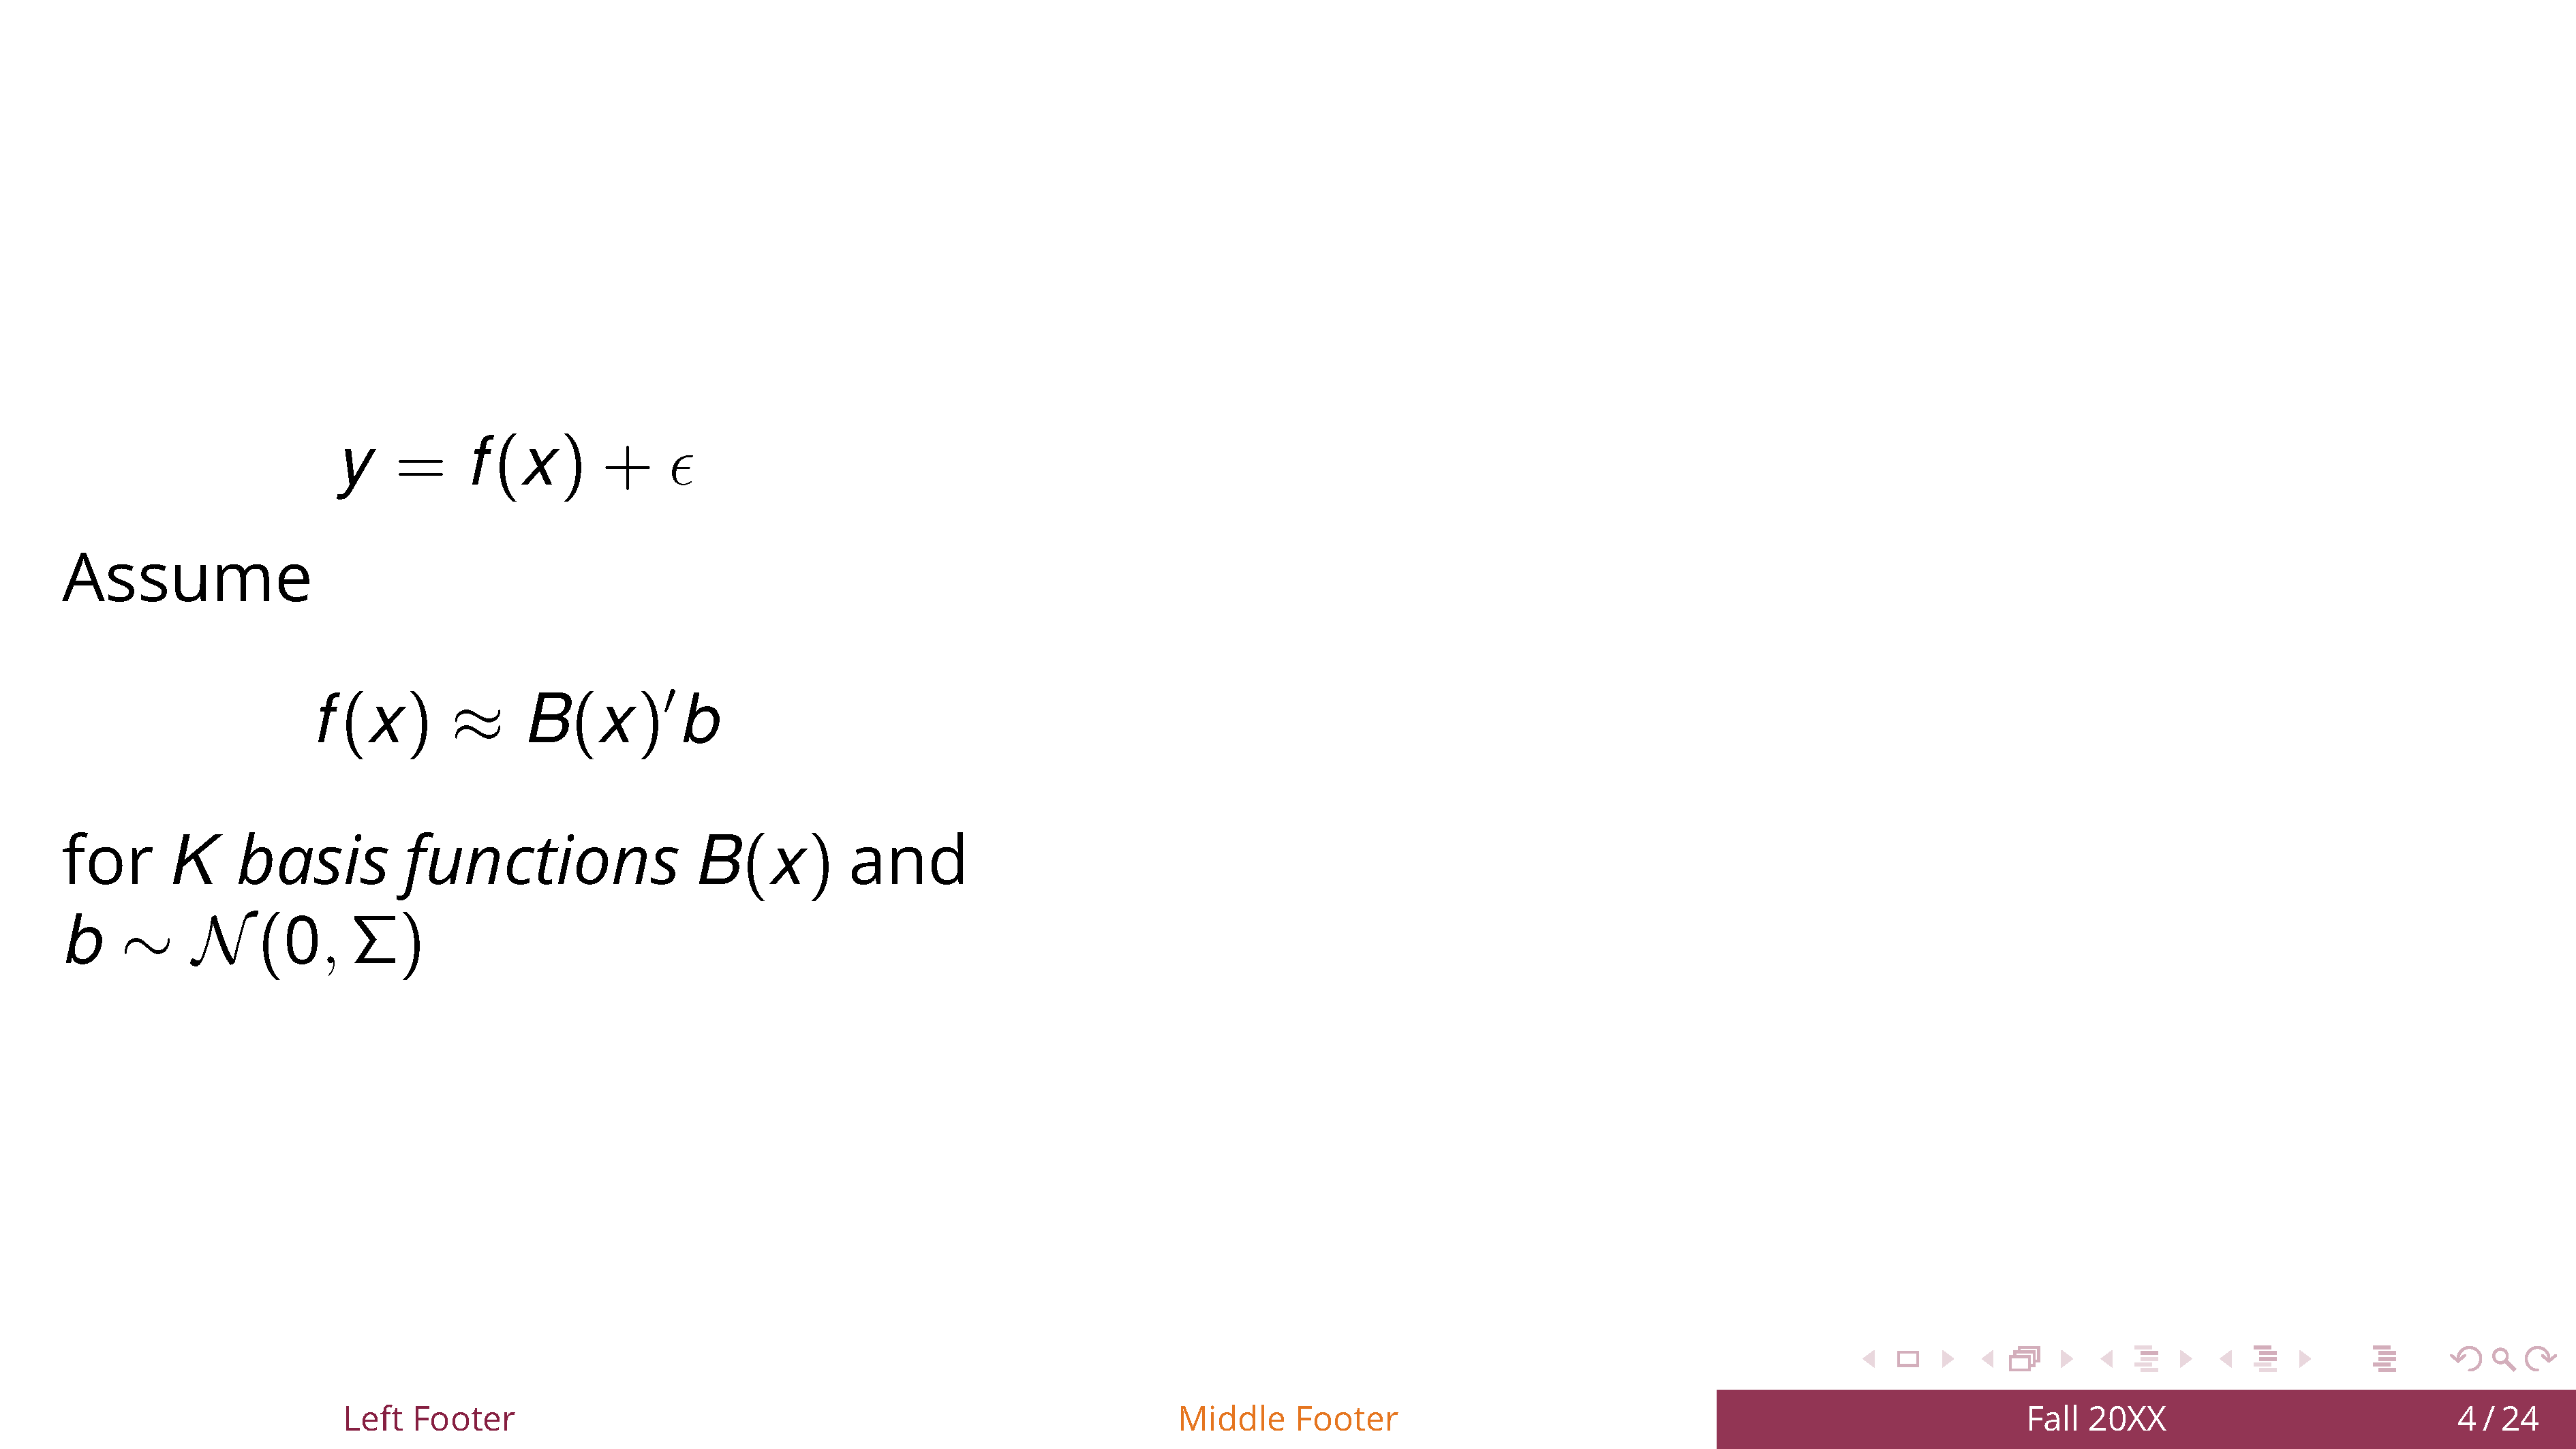 y = f(x) + ϵ
Assume
f(x) ≈ B(x)′b
for K basis functions B(x) and
b ∼ 𝒩(0, Σ)
Left Footer
Middle Footer
Fall 20XX
4 / 24